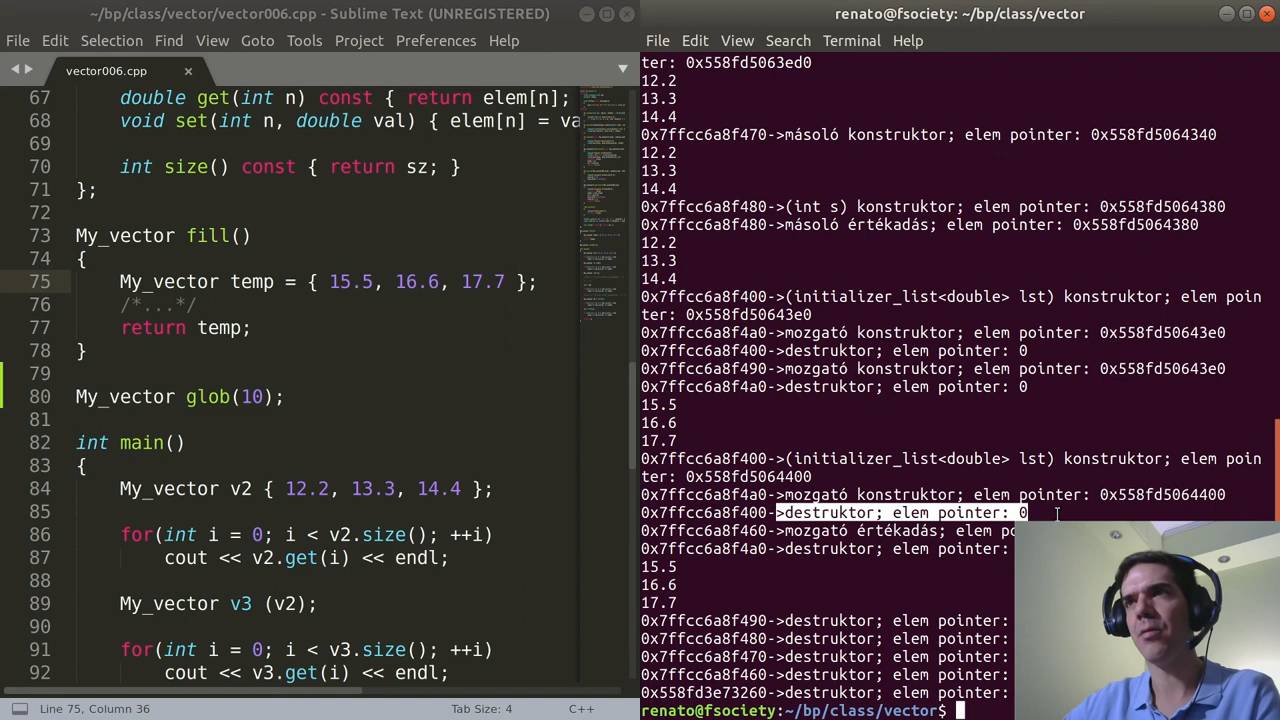 ~/bp/class/vector/vector006.cpp - Sublime Text (UNREGISTERED)
File Edit Selection Find View Goto Tools Project Preferences Help
vector006.cpp
67 double get(int n) const { return elem[n];
68 void set(int n, double val) { elem[n] = va
69
70 int size() const { return sz; }
71 };
72
73 My_vector fill()
74 {
75 My_vector temp = { 15.5, 16.6, 17.7 };
76 /*...*/
77 return temp;
78 }
79
80 My_vector glob(10);
81
82 int main()
83 {
84 My_vector v2 { 12.2, 13.3, 14.4 };
85
86 for(int i = 0; i < v2.size(); ++i)
87 cout << v2.get(i) << endl;
88
89 My_vector v3 (v2);
90
91 for(int i = 0; i < v3.size(); ++i)
92 cout << v3.get(i) << endl;
Line 75, Column 36
Tab Size: 4
C++
renato@fsociety: ~/bp/class/vector
File Edit View Search Terminal Help
ter: 0x558fd5063ed0
12.2
13.3
14.4
0x7ffcc6a8f470->másoló konstruktor; elem pointer: 0x558fd5064340
12.2
13.3
14.4
0x7ffcc6a8f480->(int s) konstruktor; elem pointer: 0x558fd5064380
0x7ffcc6a8f480->másoló értékadás; elem pointer: 0x558fd5064380
12.2
13.3
14.4
0x7ffcc6a8f400->(initializer_list<double> lst) konstruktor; elem poin
ter: 0x558fd50643e0
0x7ffcc6a8f4a0->mozgató konstruktor; elem pointer: 0x558fd50643e0
0x7ffcc6a8f400->destruktor; elem pointer: 0
0x7ffcc6a8f490->mozgató konstruktor; elem pointer: 0x558fd50643e0
0x7ffcc6a8f4a0->destruktor; elem pointer: 0
15.5
16.6
17.7
0x7ffcc6a8f400->(initializer_list<double> lst) konstruktor; elem poin
ter: 0x558fd5064400
0x7ffcc6a8f4a0->mozgató konstruktor; elem pointer: 0x558fd5064400
0x7ffcc6a8f400->destruktor; elem pointer: 0
0x7ffcc6a8f460->mozgató értékadás; elem po
0x7ffcc6a8f4a0->destruktor; elem pointer:
15.5
16.6
17.7
0x7ffcc6a8f490->destruktor; elem pointer:
0x7ffcc6a8f480->destruktor; elem pointer:
0x7ffcc6a8f470->destruktor; elem pointer:
0x7ffcc6a8f460->destruktor; elem pointer:
0x558fd3e73260->destruktor; elem pointer:
renato@fsociety:~/bp/class/vector$